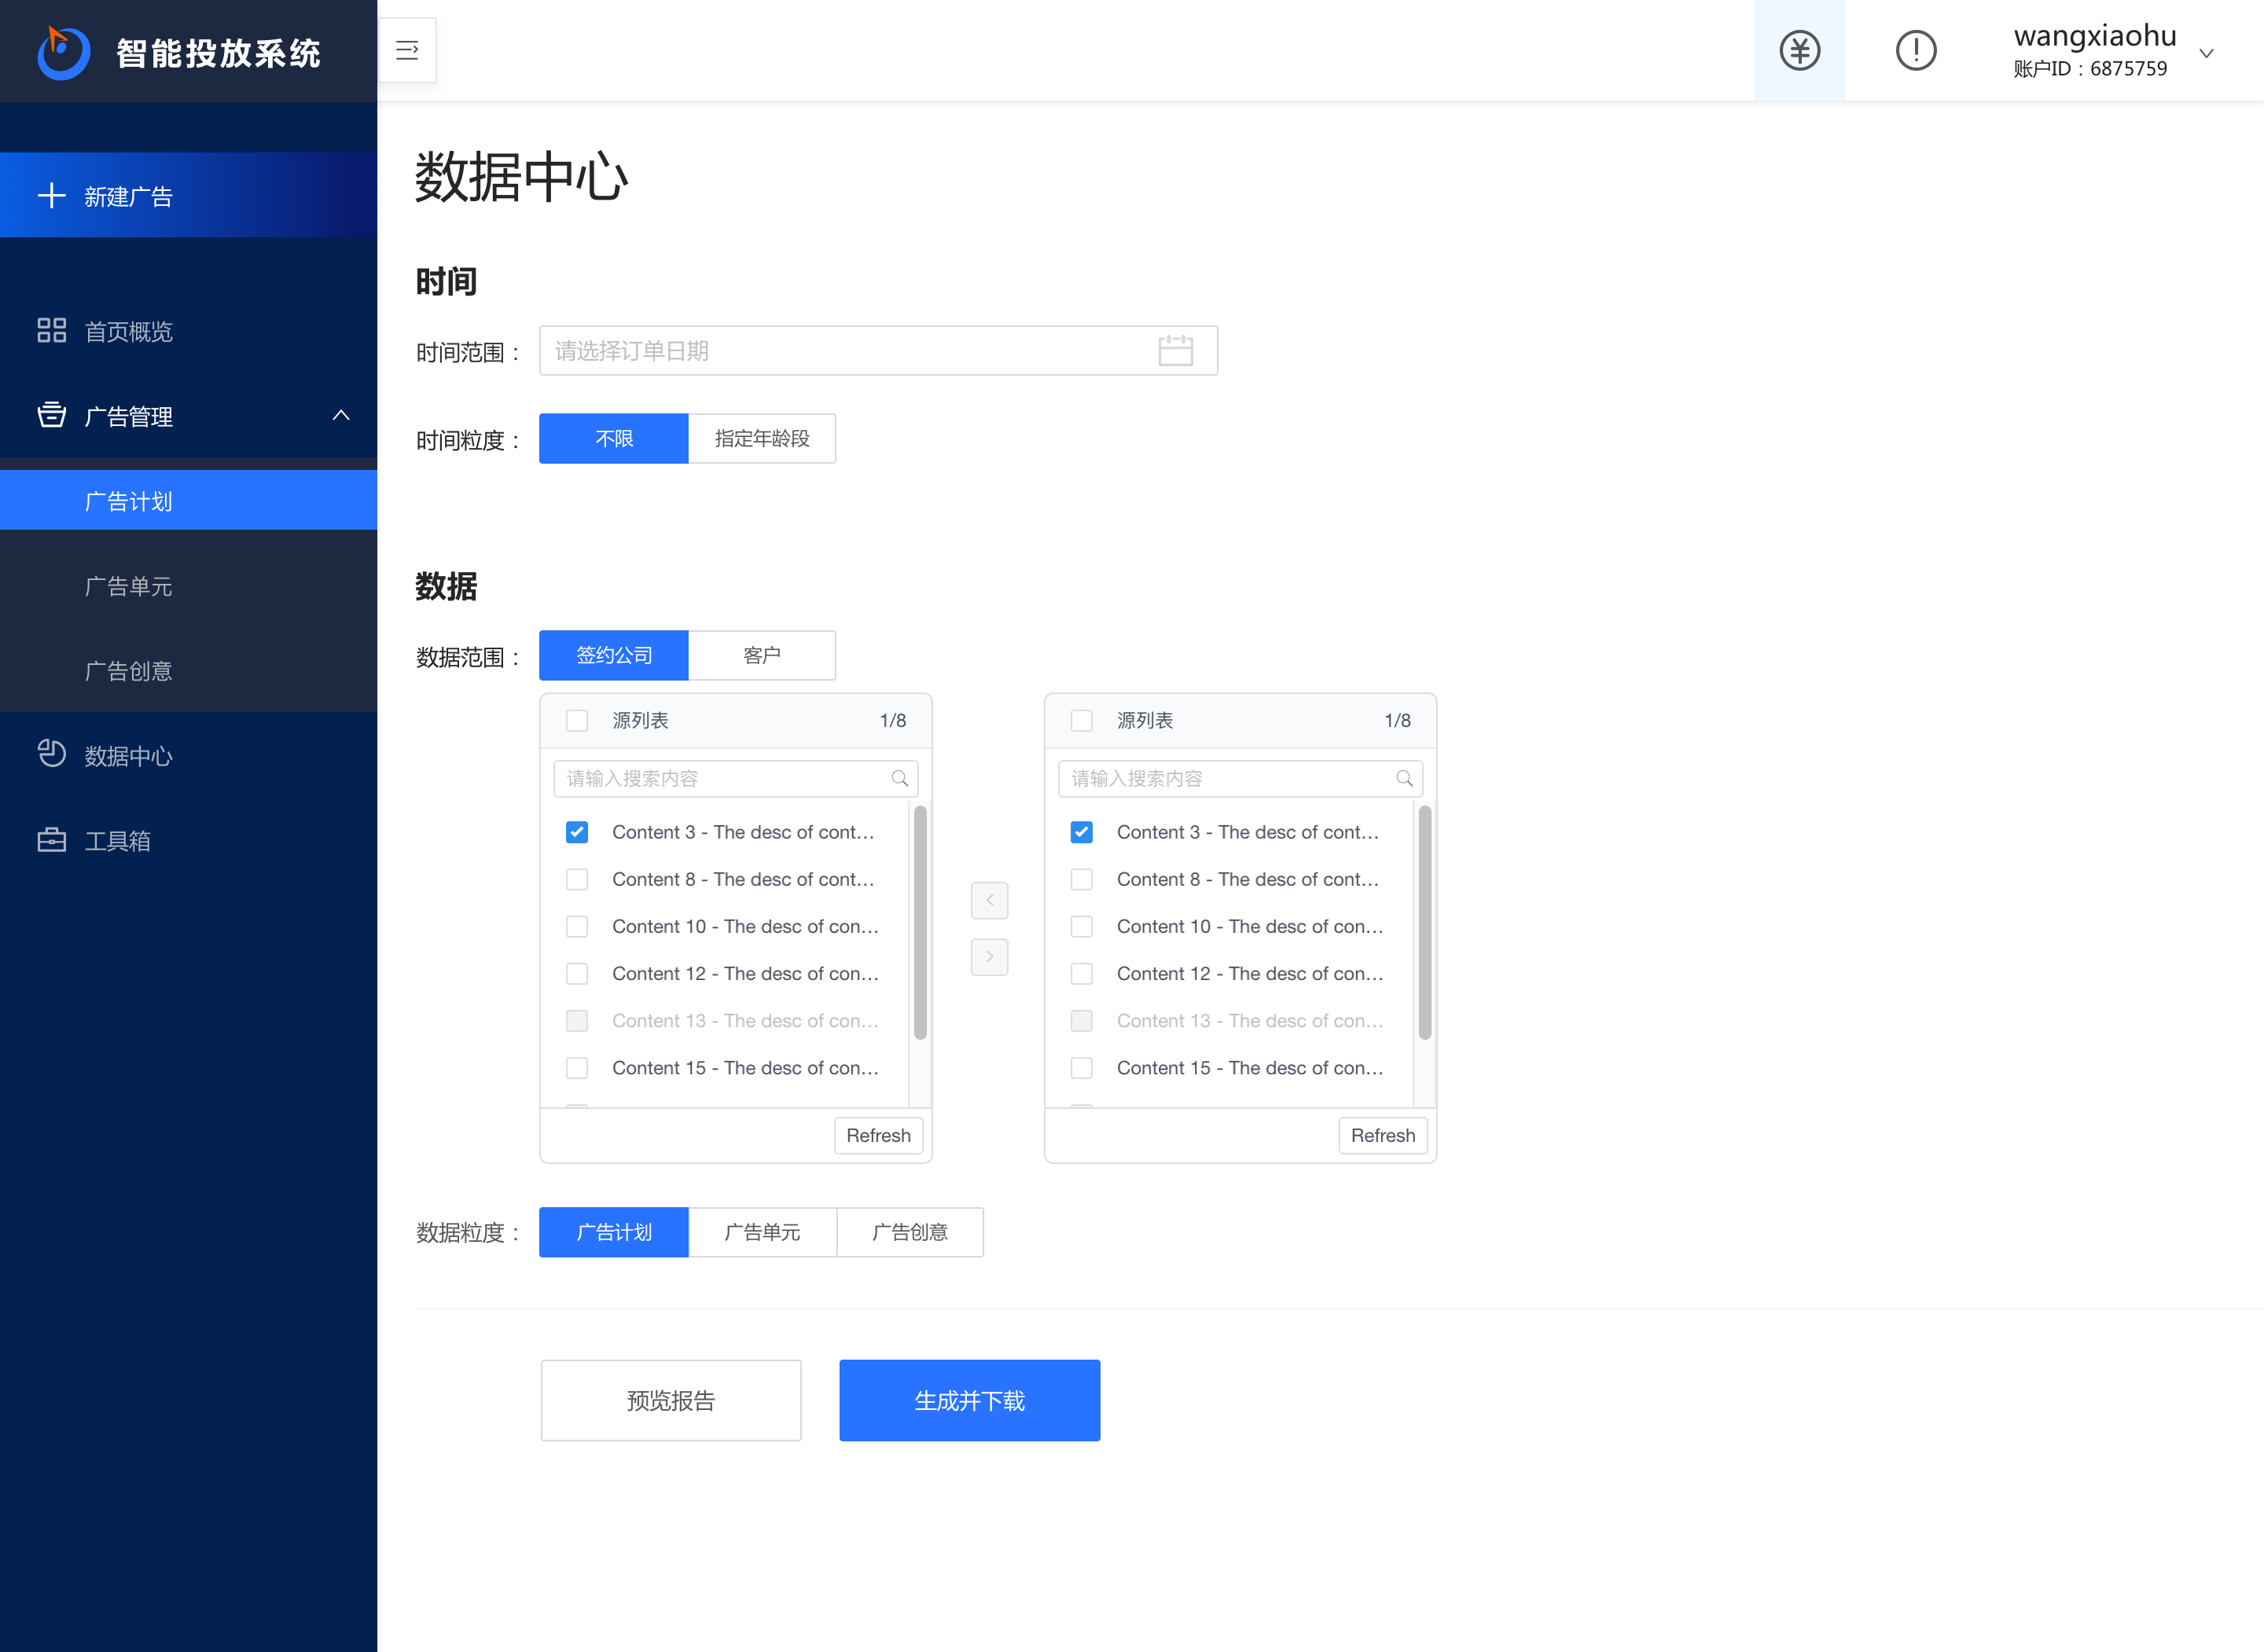 智能投放系统
wangxiaohu
账户ID：6875759
新建广告
首页概览
广告管理
广告计划
广告单元
广告创意
数据中心
工具箱
数据中心
时间
时间范围： 请选择订单日期
时间粒度： 不限 指定年龄段
数据
数据范围： 签约公司 客户
源列表 1/8
请输入搜索内容
Content 3 - The desc of cont...
Content 8 - The desc of cont...
Content 10 - The desc of con...
Content 12 - The desc of con...
Content 13 - The desc of con...
Content 15 - The desc of con...
Refresh
源列表 1/8
请输入搜索内容
Content 3 - The desc of cont...
Content 8 - The desc of cont...
Content 10 - The desc of con...
Content 12 - The desc of con...
Content 13 - The desc of con...
Content 15 - The desc of con...
Refresh
数据粒度： 广告计划 广告单元 广告创意
预览报告 生成并下载